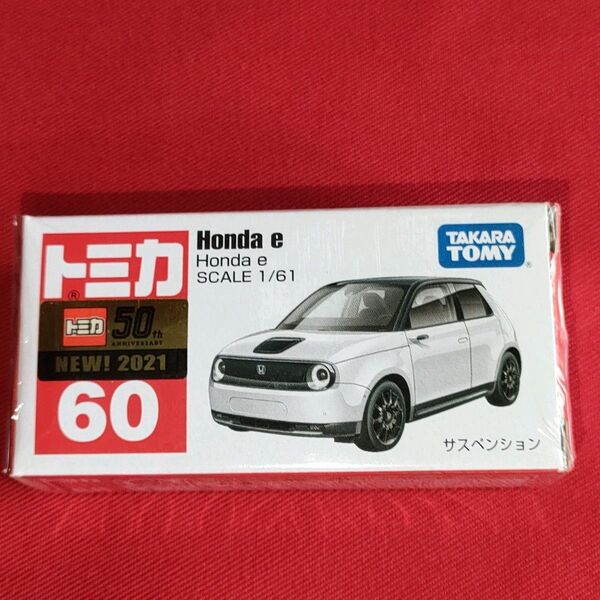 トミカ
®
トミカ 50th
ANNIVERSARY
NEW! 2021
60
Honda e
Honda e
SCALE 1/61
TAKARA
TOMY
®
サスペンション